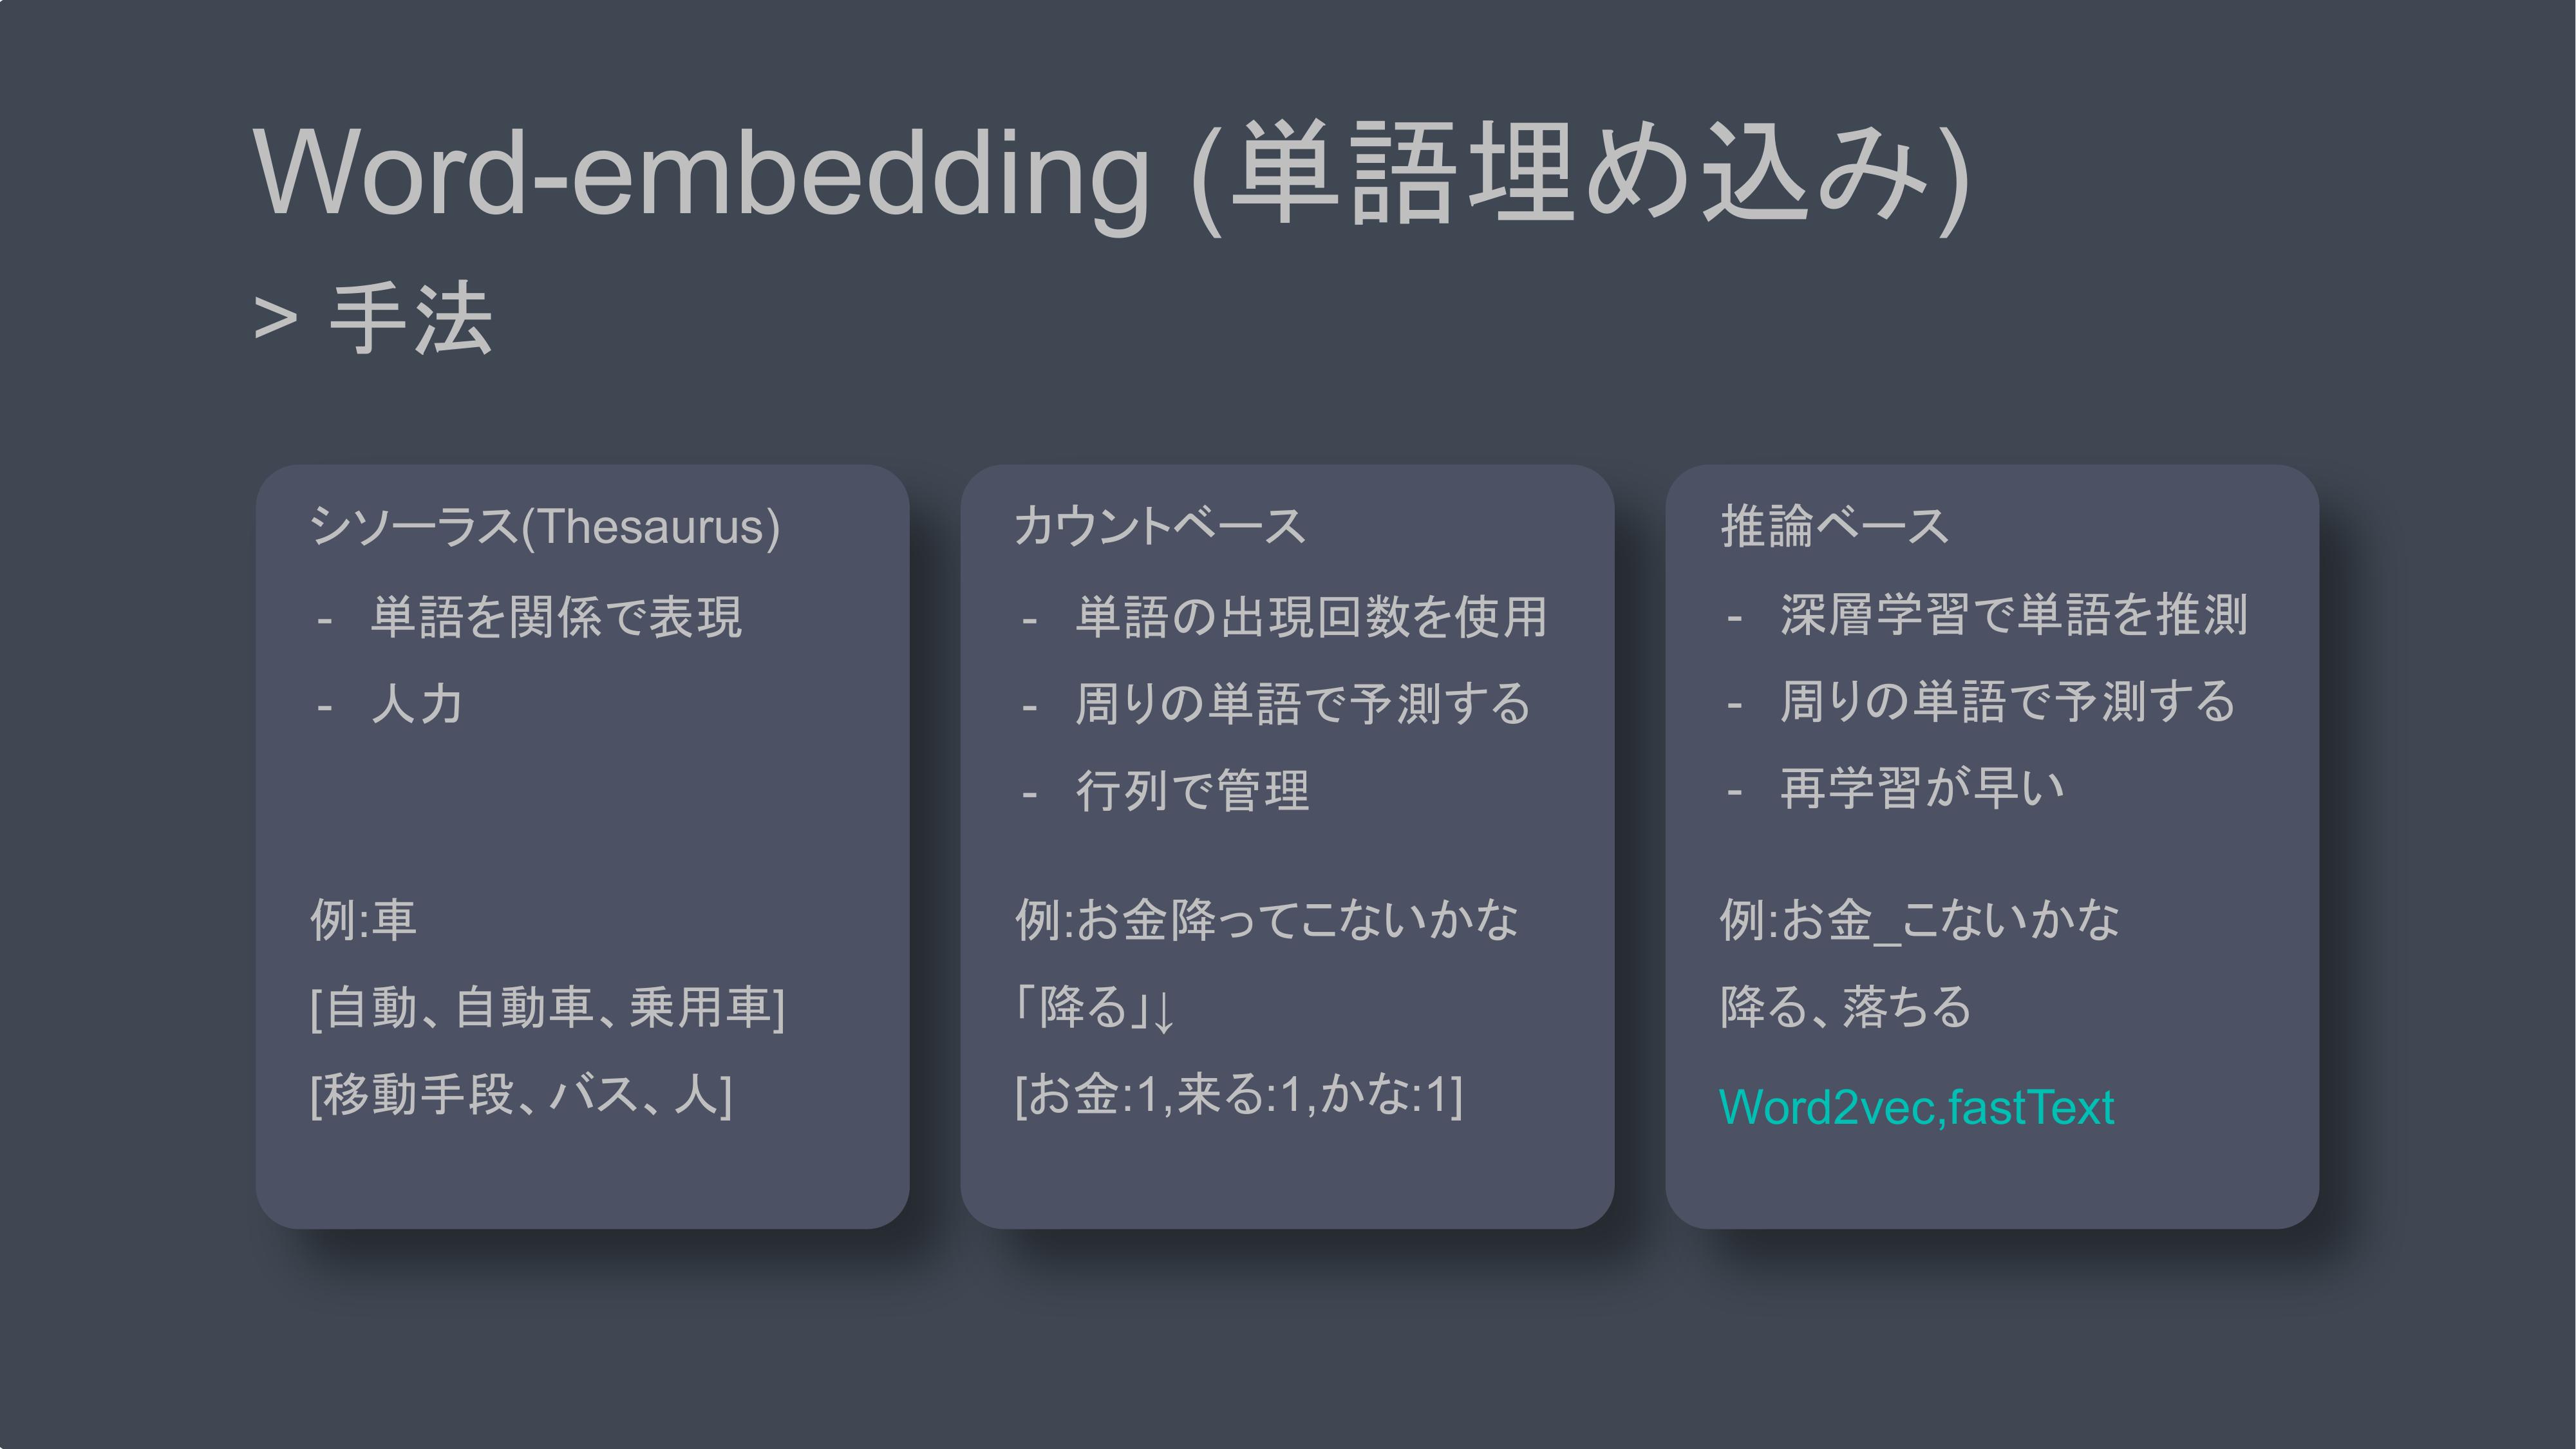 Word-embedding (単語埋め込み)
> 手法
シソーラス(Thesaurus)
- 単語を関係で表現
- 人力
例:車
[自動、自動車、乗用車]
[移動手段、バス、人]
カウントベース
- 単語の出現回数を使用
- 周りの単語で予測する
- 行列で管理
例:お金降ってこないかな
「降る」↓
[お金:1,来る:1,かな:1]
推論ベース
- 深層学習で単語を推測
- 周りの単語で予測する
- 再学習が早い
例:お金_こないかな
降る、落ちる
Word2vec,fastText